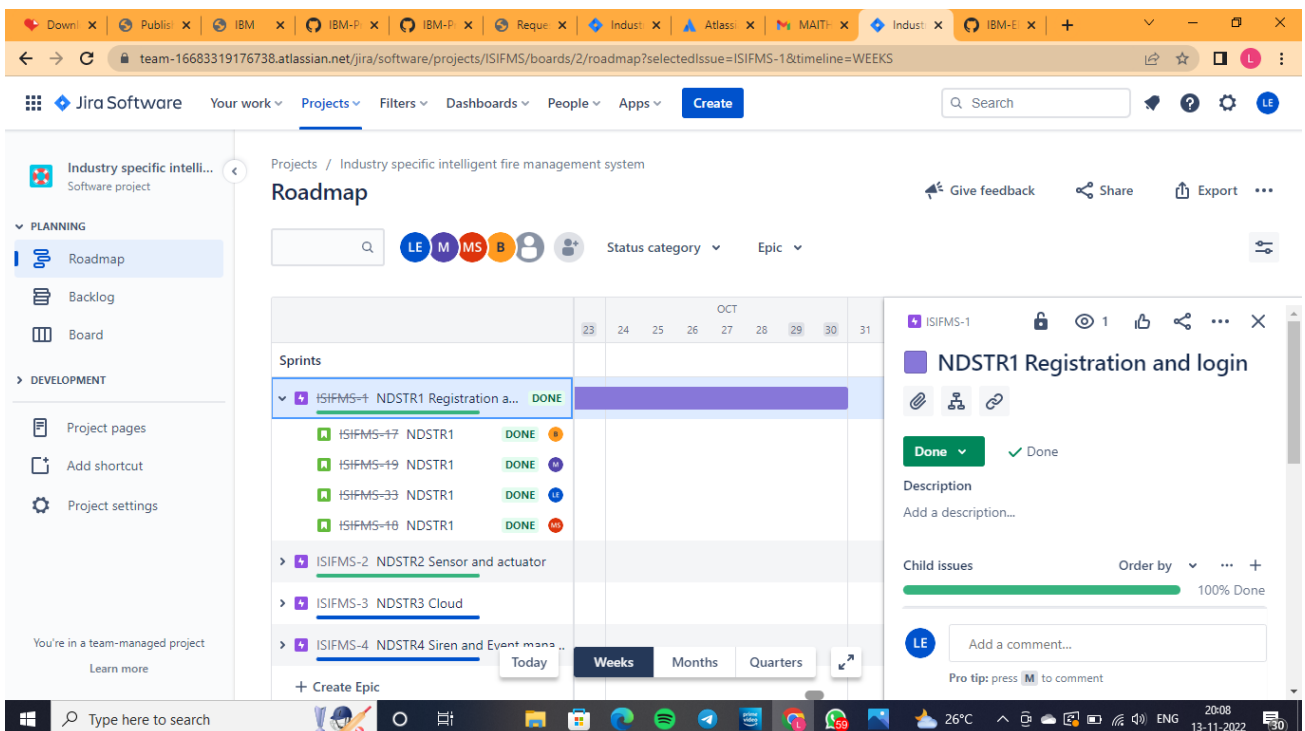 Downl Publis IBM IBM-P IBM-P Reque Indust Atlassi MAITH Indust IBM-E
team-16683319176738.atlassian.net/jira/software/projects/ISIFMS/boards/2/roadmap?selectedIssue=ISIFMS-1&timeline=WEEKS L
Jira Software Your work Projects Filters Dashboards People Apps Create Search LE
Industry specific intelli...
Software project
PLANNING
Roadmap
Backlog
Board
DEVELOPMENT
Project pages
Add shortcut
Project settings
You're in a team-managed project
Learn more
Projects / Industry specific intelligent fire management system
Roadmap
Give feedback Share Export
LE M MS B Status category Epic
OCT
23 24 25 26 27 28 29 30 31
Sprints
ISIFMS-1 NDSTR1 Registration a... DONE
ISIFMS-17 NDSTR1 DONE B
ISIFMS-19 NDSTR1 DONE M
ISIFMS-33 NDSTR1 DONE LE
ISIFMS-18 NDSTR1 DONE MS
ISIFMS-2 NDSTR2 Sensor and actuator
ISIFMS-3 NDSTR3 Cloud
ISIFMS-4 NDSTR4 Siren and Event mana..
Today Weeks Months Quarters
+ Create Epic
ISIFMS-1 1
NDSTR1 Registration and login
Done Done
Description
Add a description...
Child issues Order by
100% Done
LE Add a comment...
Pro tip: press M to comment
Type here to search 59 26°C ENG 20:08
13-11-2022 30